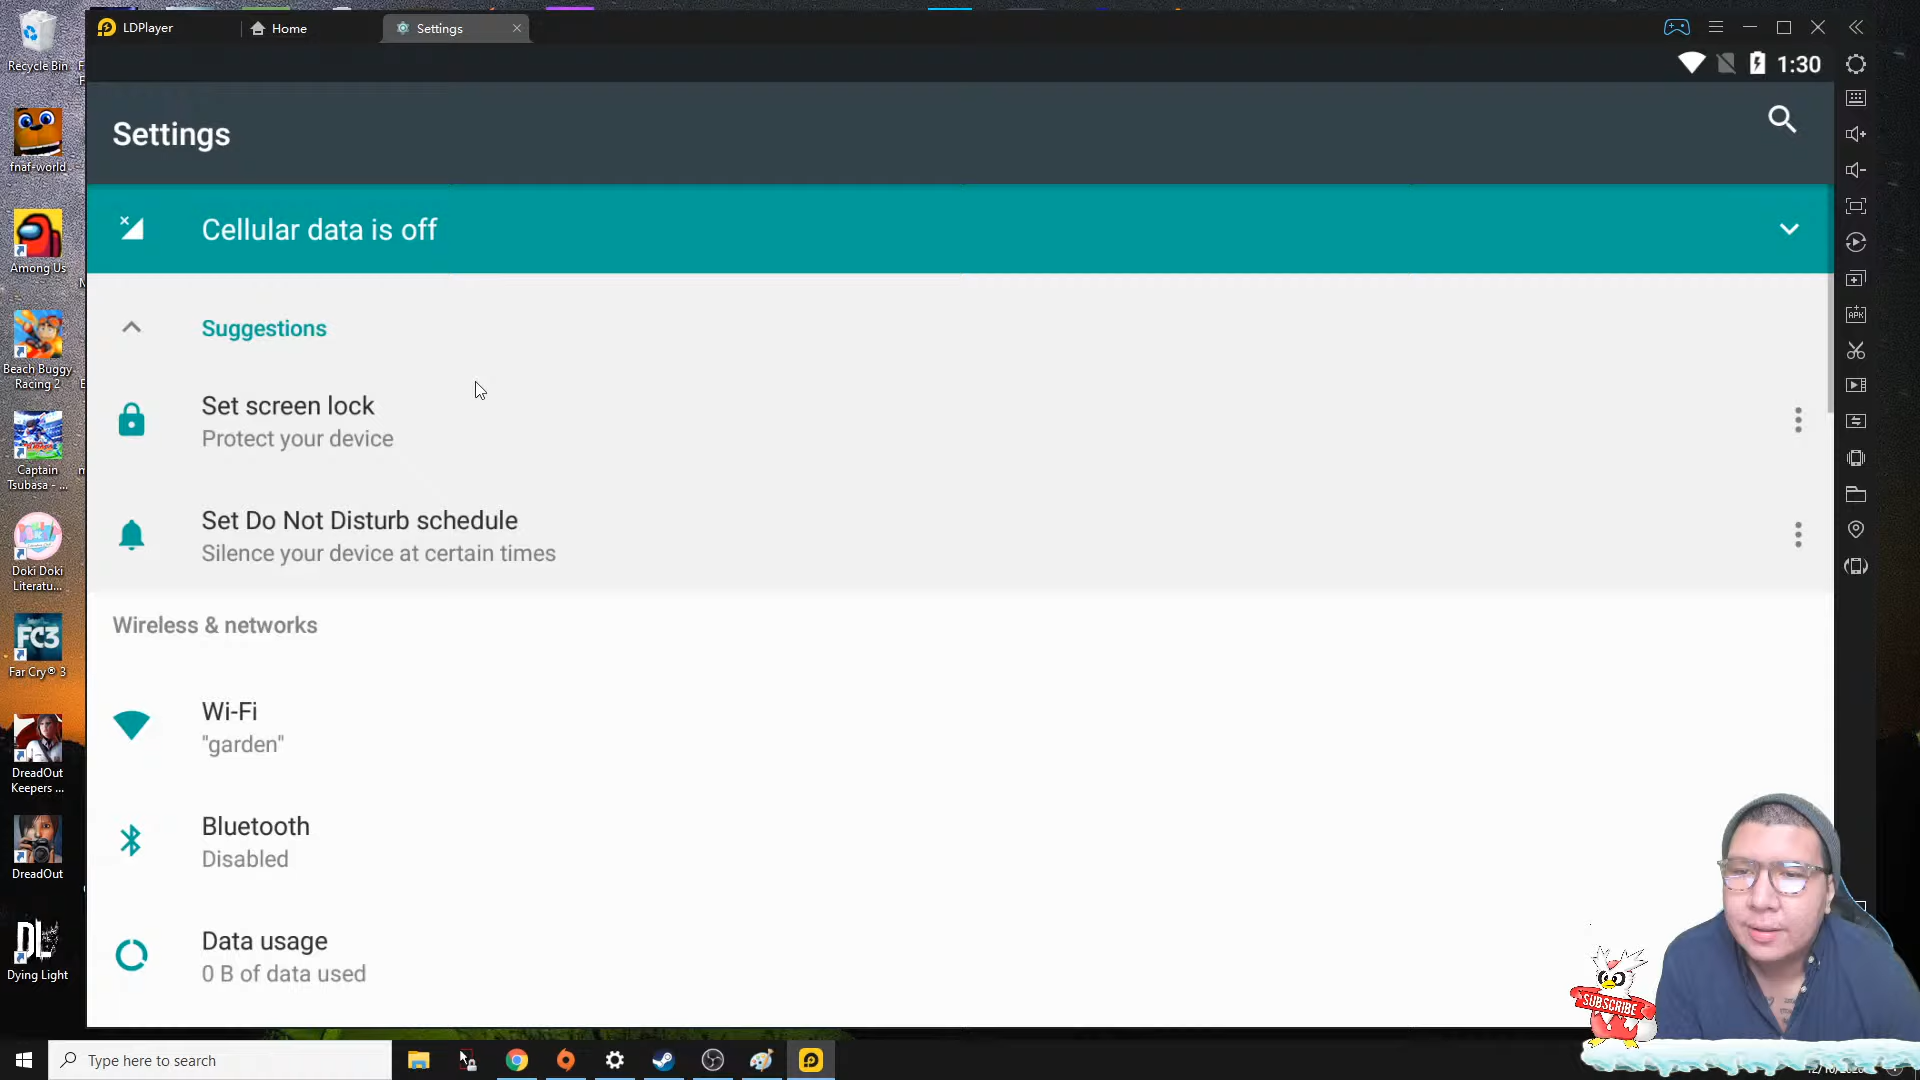 LDPlayer
Home
Settings
1:30
Settings
Cellular data is off
Suggestions
Set screen lock
Protect your device
Set Do Not Disturb schedule
Silence your device at certain times
Wireless & networks
Wi-Fi
"garden"
Bluetooth
Disabled
Data usage
0 B of data used
Recycle Bin
fnaf-world
Among Us
Beach Buggy
Racing 2
Captain
Tsubasa - ...
Doki Doki
Literatu...
FC3
Far Cry® 3
DreadOut
Keepers ...
DreadOut
DL
Dying Light
APK
SUBSCRIBE
Type here to search